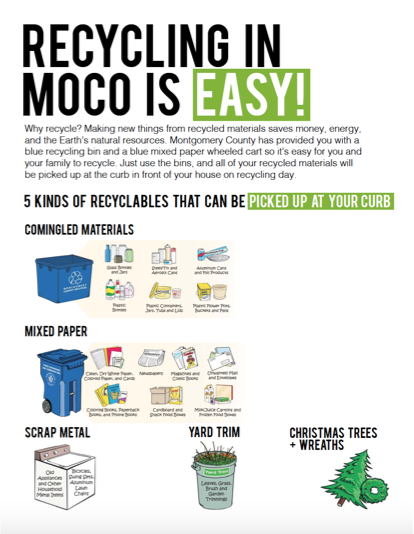 RECYCLING IN
MOCO IS EASY!
Why recycle? Making new things from recycled materials saves money, energy,
and the Earth's natural resources. Montgomery County has provided you with a
blue recycling bin and a blue mixed paper wheeled cart so it's easy for you and
your family to recycle. Just use the bins, and all of your recycled materials will
be picked up at the curb in front of your house on recycling day.
5 KINDS OF RECYCLABLES THAT CAN BE PICKED UP AT YOUR CURB
COMINGLED MATERIALS
Glass Bottles
and Jars
Steel/Tin and
Aerosol Cans
Aluminum Cans
and Foil Products
Plastic
Bottles
Plastic Containers,
Jars, Tubs and Lids
Plastic Flower Pots,
Buckets and Pails
MIXED PAPER
Clean, Dry White Paper,
Colored Paper, and Cards
Newspapers
Magazines and
Comic Books
Unwanted Mail
and Envelopes
Coloring Books, Paperback
Books, and Phone Books
Cardboard and
Snack Food Boxes
Milk/Juice Cartons and
Frozen Food Boxes
SCRAP METAL
Old
Appliances
and Other
Household
Metal Items
Bicycles,
Swing Sets,
Aluminum
Lawn
Chairs
YARD TRIM
Yard Trim
Leaves, Grass,
Brush and
Garden
Trimmings
CHRISTMAS TREES
+ WREATHS